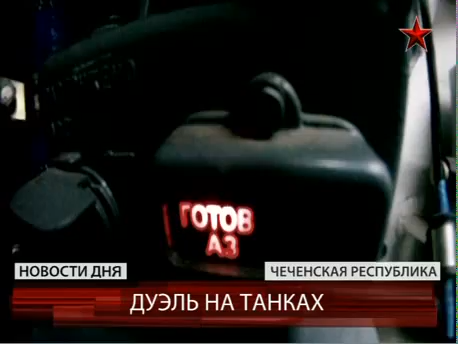 ГОТОВ
АЗ
НОВОСТИ ДНЯ
ЧЕЧЕНСКАЯ РЕСПУБЛИКА
ДУЭЛЬ НА ТАНКАХ